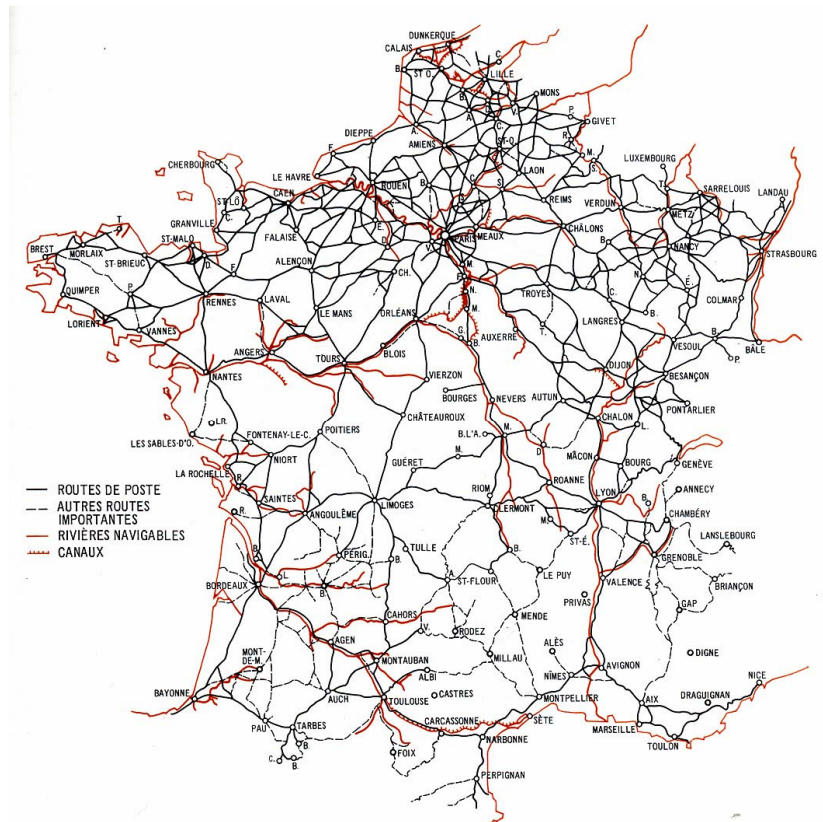 DUNKERQUE
CALAIS
C.
B.
ST O.
LILLE
B.
D.
V.
MONS
A.
P.
GIVET
A.
C.
DIEPPE
AMIENS
ST-Q.
R.
M.
S.
LUXEMBOURG
CHERBOURG
F.
LE HAVRE
LAON
T.
SARRELOUIS
LANDAU
ST-LÔ
CAEN
ROUEN
B.
C.
S.
REIMS
VERDUN
METZ
C.
GRANVILLE
T.
ST-MALO
FALAISE
É.
D.
PARIS
MEAUX
CHÂLONS
B.
NANCY
STRASBOURG
BREST
MORLAIX
ST-BRIEUC
D.
F.
ALENÇON
V.
CH.
M.
F.
N.
N.
É.
QUIMPER
P.
RENNES
LAVAL
LE MANS
ORLÉANS
M.
TROYES
C.
B.
COLMAR
LORIENT
VANNES
LANGRES
T.
G.
B.
AUXERRE
ANGERS
TOURS
BLOIS
VESOUL
B.
P.
BÂLE
DIJON
NANTES
VIERZON
BESANÇON
BOURGES
NEVERS
AUTUN
L.R.
CHÂTEAUROUX
CHALON
PONTARLIER
LES SABLES-D'O.
FONTENAY-LE-C.
POITIERS
B.L'A.
M.
L.
D.
M.
MÂCON
BOURG
GENÈVE
NIORT
GUÉRET
LA ROCHELLE
R.
ROANNE
RIOM
LYON
B.
ANNECY
SAINTES
R.
ANGOULÊME
LIMOGES
CLERMONT
CHAMBÉRY
M.
ST-É.
LANSLEBOURG
ROUTES DE POSTE
AUTRES ROUTES
IMPORTANTES
RIVIÈRES NAVIGABLES
CANAUX
B.
PÉRIG.
B.
TULLE
B.
GRENOBLE
BORDEAUX
L.
B.
A.
ST-FLOUR
LE PUY
VALENCE
BRIANÇON
PRIVAS
GAP
CAHORS
MENDE
V.
RODEZ
AGEN
ALÈS
MONT-
DE-M.
MONTAUBAN
MILLAU
DIGNE
ALBI
NÎMES
AVIGNON
NICE
BAYONNE
AUCH
TOULOUSE
CASTRES
MONTPELLIER
AIX
DRAGUIGNAN
PAU
TARBES
CARCASSONNE
SÈTE
MARSEILLE
B.
FOIX
NARBONNE
TOULON
C.
B.
PERPIGNAN